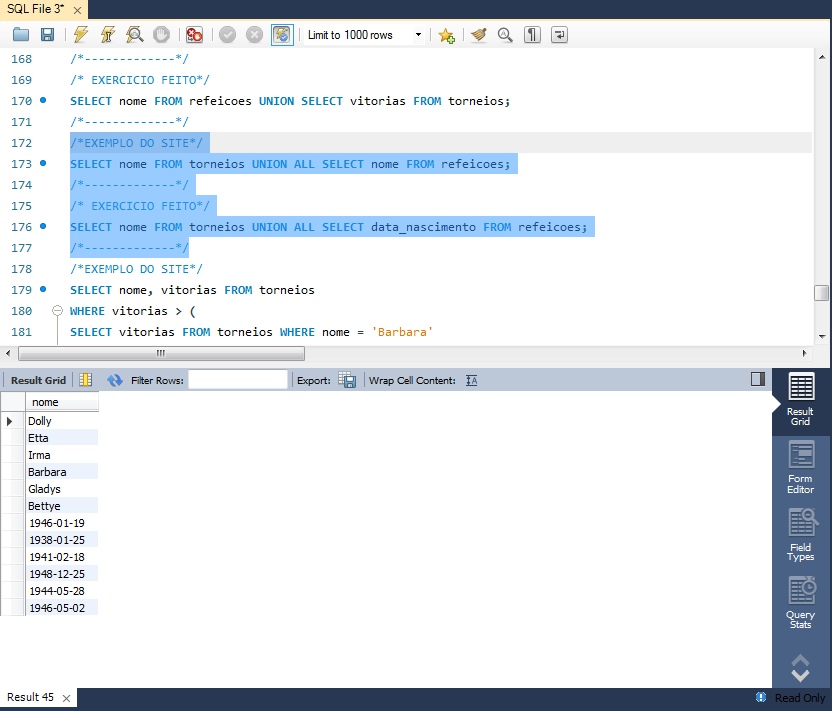 SQL File 3*
Limit to 1000 rows
168 /*-------------*/
169 /* EXERCICIO FEITO*/
170 SELECT nome FROM refeicoes UNION SELECT vitorias FROM torneios;
171 /*-------------*/
172 /*EXEMPLO DO SITE*/
173 SELECT nome FROM torneios UNION ALL SELECT nome FROM refeicoes;
174 /*-------------*/
175 /* EXERCICIO FEITO*/
176 SELECT nome FROM torneios UNION ALL SELECT data_nascimento FROM refeicoes;
177 /*-------------*/
178 /*EXEMPLO DO SITE*/
179 SELECT nome, vitorias FROM torneios
180 WHERE vitorias > (
181 SELECT vitorias FROM torneios WHERE nome = 'Barbara'
Result Grid Filter Rows: Export: Wrap Cell Content: IA
nome
Dolly
Etta
Irma
Barbara
Gladys
Bettye
1946-01-19
1938-01-25
1941-02-18
1948-12-25
1944-05-28
1946-05-02
Result
Grid
Form
Editor
Field
Types
Query
Stats
Result 45
Read Only